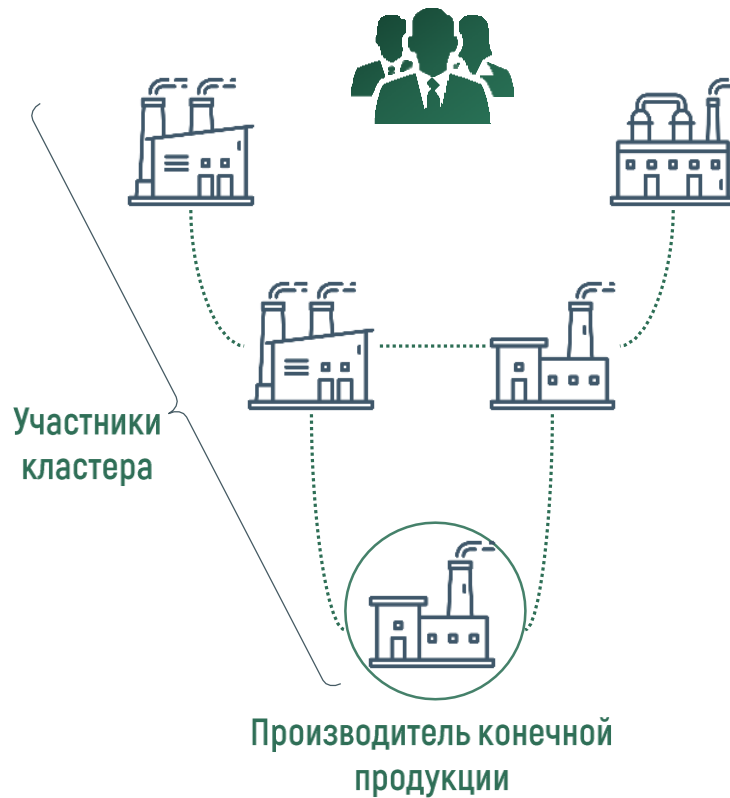 Участники
кластера
Производитель конечной
продукции